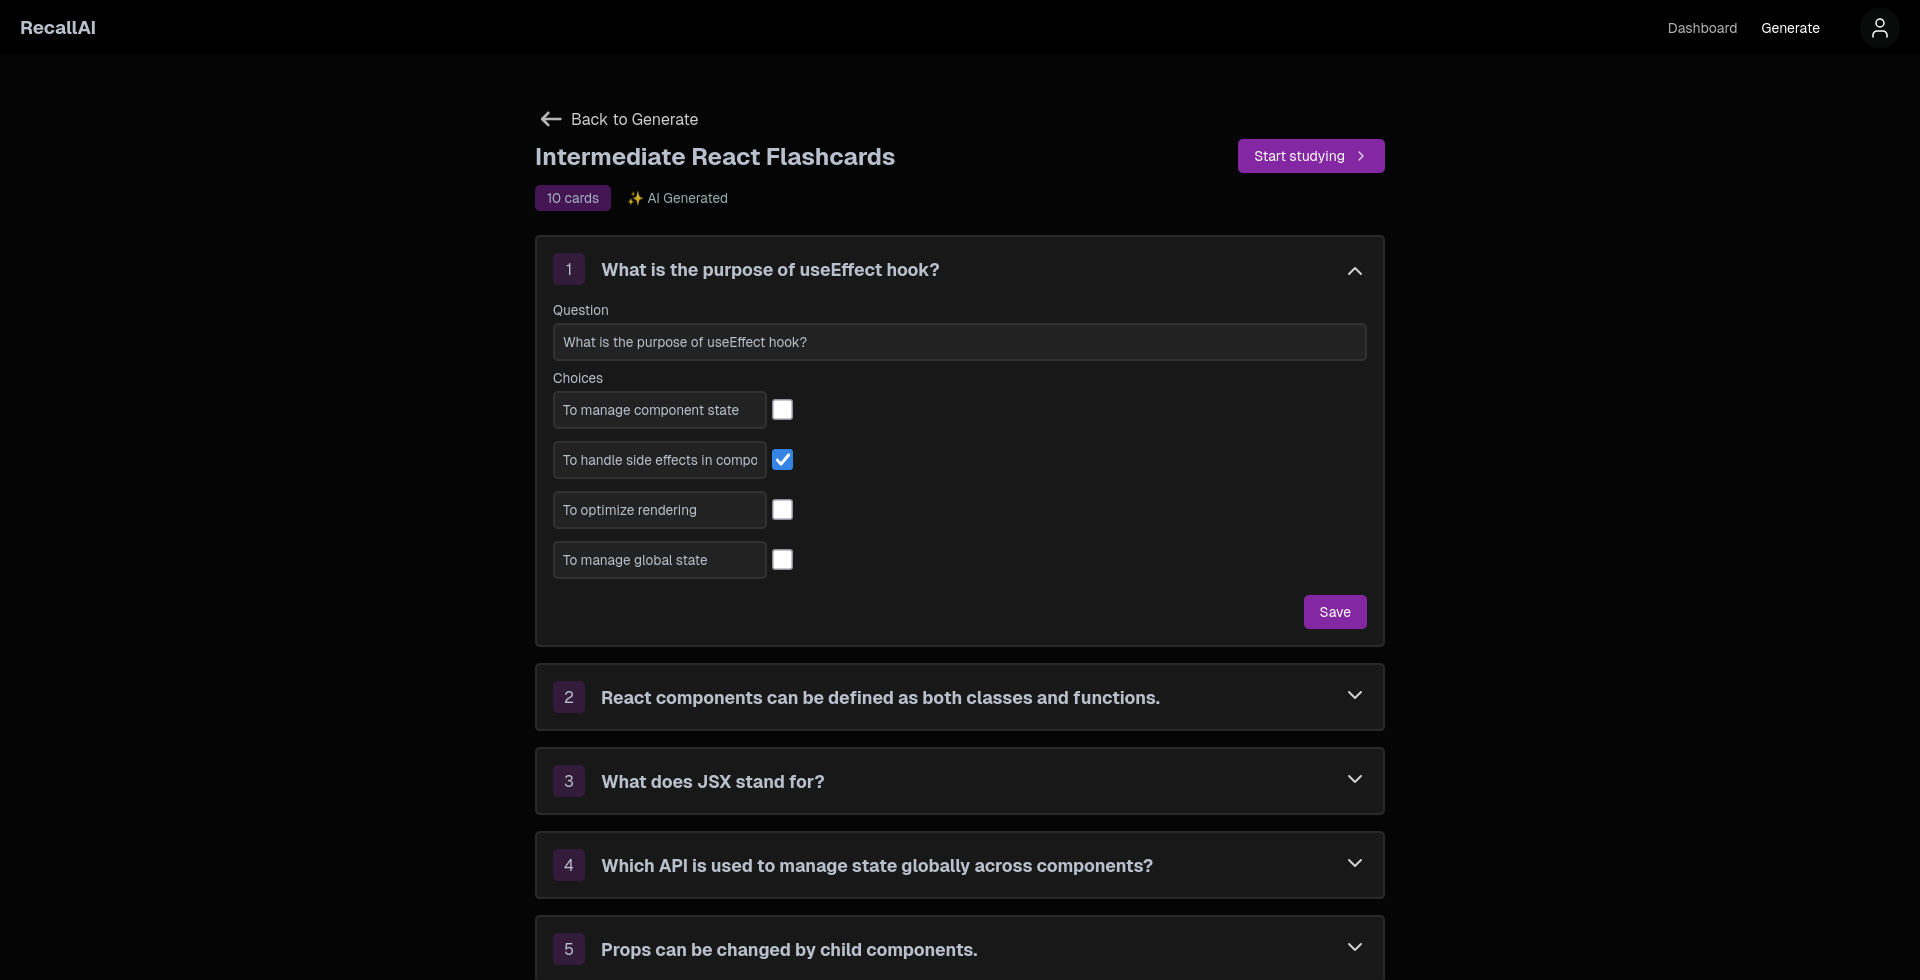 RecallAI
Dashboard
Generate
Back to Generate
Intermediate React Flashcards
Start studying
10 cards
✨ AI Generated
1
What is the purpose of useEffect hook?
Question
What is the purpose of useEffect hook?
Choices
To manage component state
To handle side effects in compo
To optimize rendering
To manage global state
Save
2
React components can be defined as both classes and functions.
3
What does JSX stand for?
4
Which API is used to manage state globally across components?
5
Props can be changed by child components.